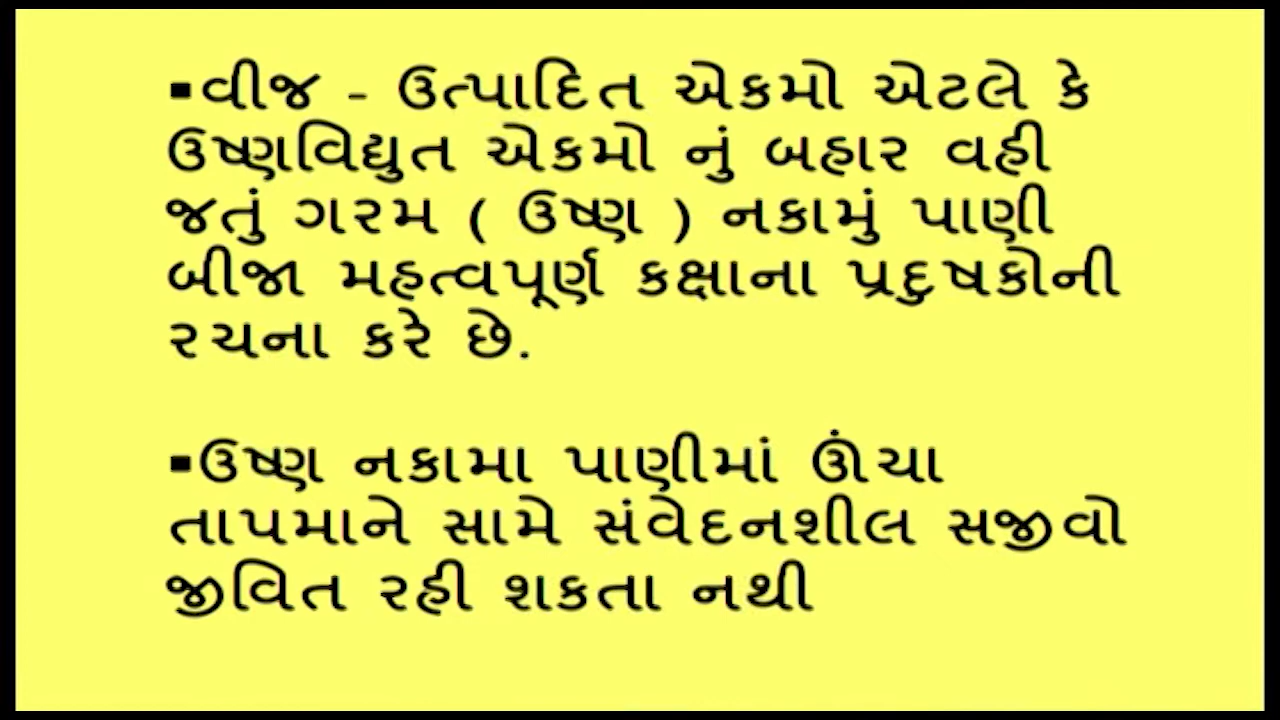 ▪વીજ - ઉત્પાદિત એકમો એટલે કે
ઉષ્ણવિદ્યુત એકમો નું બહાર વહી
જતું ગરમ ( ઉષ્ણ ) નકામું પાણી
બીજા મહત્વપૂર્ણ કક્ષાના પ્રદુષકોની
રચના કરે છે.
▪ઉષ્ણ નકામા પાણીમાં ઊંચા
તાપમાને સામે સંવેદનશીલ સજીવો
જીવિત રહી શકતા નથી